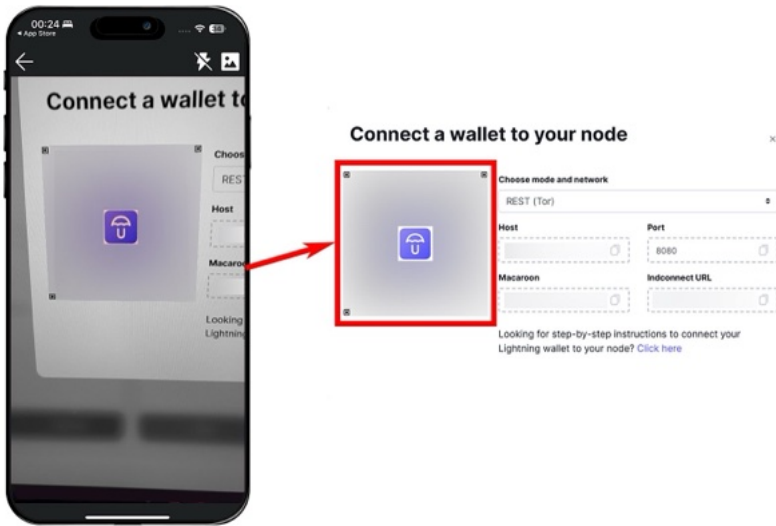 00:24
App Store
38
Connect a wallet to
Choos
REST
Host
Macaroo
Looking
Lightning
Connect a wallet to your node
Choose mode and network
REST (Tor)
Host
Port
8080
Macaroon
lndconnect URL
Looking for step-by-step instructions to connect your
Lightning wallet to your node? Click here